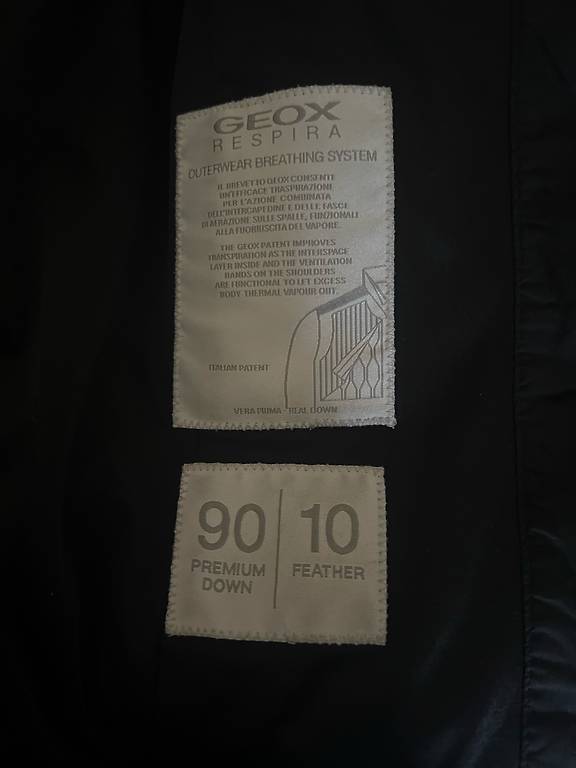 GEOX
RESPIRA
OUTERWEAR BREATHING SYSTEM
IL BREVETTO GEOX CONSENTE
UN'EFFICACE TRASPIRAZIONE
PER L'AZIONE COMBINATA
DELL'INTERCAPEDINE E DELLE FASCE
DI AERAZIONE SULLE SPALLE, FUNZIONALI
ALLA FUORIUSCITA DEL VAPORE.
THE GEOX PATENT IMPROVES
TRANSPIRATION AS THE INTERSPACE
LAYER INSIDE AND THE VENTILATION
BANDS ON THE SHOULDERS
ARE FUNCTIONAL TO LET EXCESS
BODY THERMAL VAPOUR OUT.
ITALIAN PATENT
VERA PIUMA - REAL DOWN
90
PREMIUM
DOWN
10
FEATHER